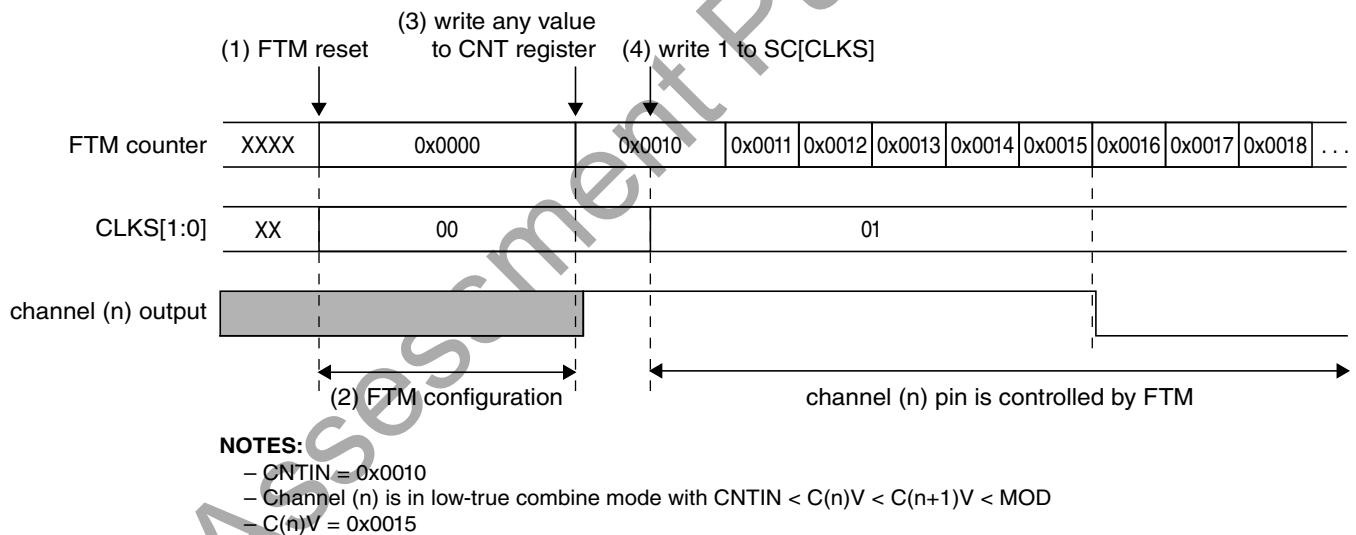 (3) write any value
(1) FTM reset to CNT register (4) write 1 to SC[CLKS]
FTM counter XXXX 0x0000 0x0010 0x0011 0x0012 0x0013 0x0014 0x0015 0x0016 0x0017 0x0018 . . .
CLKS[1:0] XX 00 01
channel (n) output
(2) FTM configuration channel (n) pin is controlled by FTM
NOTES:
– CNTIN = 0x0010
– Channel (n) is in low-true combine mode with CNTIN < C(n)V < C(n+1)V < MOD
– C(n)V = 0x0015
Assessment